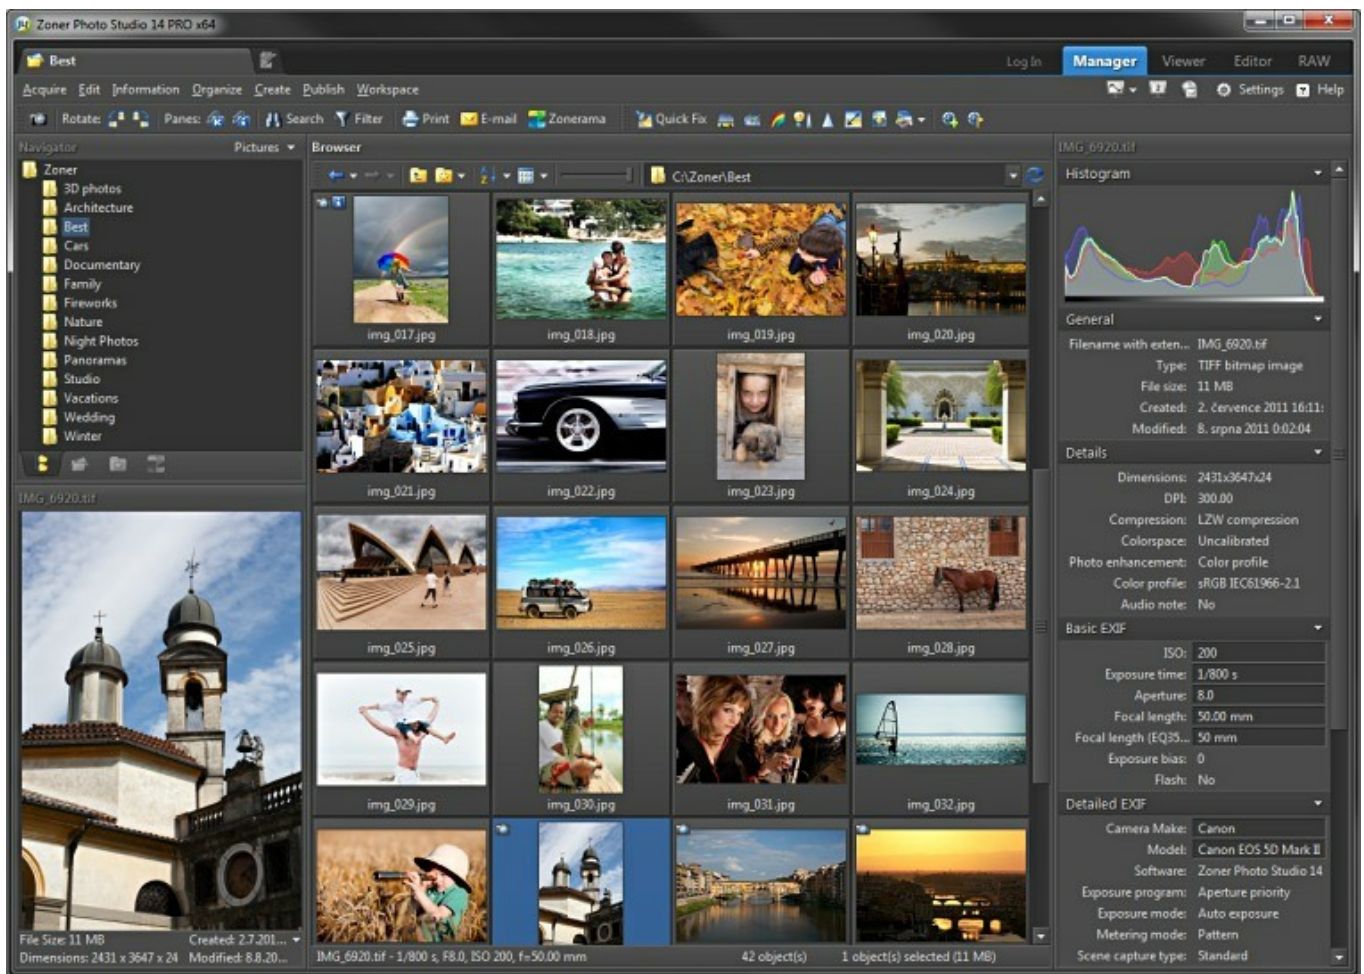 Zoner Photo Studio 14 PRO x64
Best
Log In
Manager Viewer Editor RAW
Acquire Edit Information Organize Create Publish Workspace
Settings Help
Rotate: Panes: Search Filter Print E-mail Zonerama Quick Fix
Navigator Pictures
Zoner
3D photos
Architecture
Best
Cars
Documentary
Family
Fireworks
Nature
Night Photos
Panoramas
Studio
Vacations
Wedding
Winter
IMG_6920.tif
File Size: 11 MB Created: 2.7.201...
Dimensions: 2431 x 3647 x 24 Modified: 8.8.20...
Browser
C:\Zoner\Best
img_017.jpg img_018.jpg img_019.jpg img_020.jpg
img_021.jpg img_022.jpg img_023.jpg img_024.jpg
img_025.jpg img_026.jpg img_027.jpg img_028.jpg
img_029.jpg img_030.jpg img_031.jpg img_032.jpg
IMG_6920.tif - 1/800 s, F8.0, ISO 200, f=50.00 mm 42 object(s) 1 object(s) selected (11 MB)
IMG_6920.tif
Histogram
General
Filename with exten... IMG_6920.tif
Type: TIFF bitmap image
File size: 11 MB
Created: 2. července 2011 16:11:
Modified: 8. srpna 2011 0:02:04
Details
Dimensions: 2431x3647x24
DPI: 300.00
Compression: LZW compression
Colorspace: Uncalibrated
Photo enhancement: Color profile
Color profile: sRGB IEC61966-2.1
Audio note: No
Basic EXIF
ISO: 200
Exposure time: 1/800 s
Aperture: 8.0
Focal length: 50.00 mm
Focal length (EQ35... 50 mm
Exposure bias: 0
Flash: No
Detailed EXIF
Camera Make: Canon
Model: Canon EOS 5D Mark II
Software: Zoner Photo Studio 14
Exposure program: Aperture priority
Exposure mode: Auto exposure
Metering mode: Pattern
Scene capture type: Standard